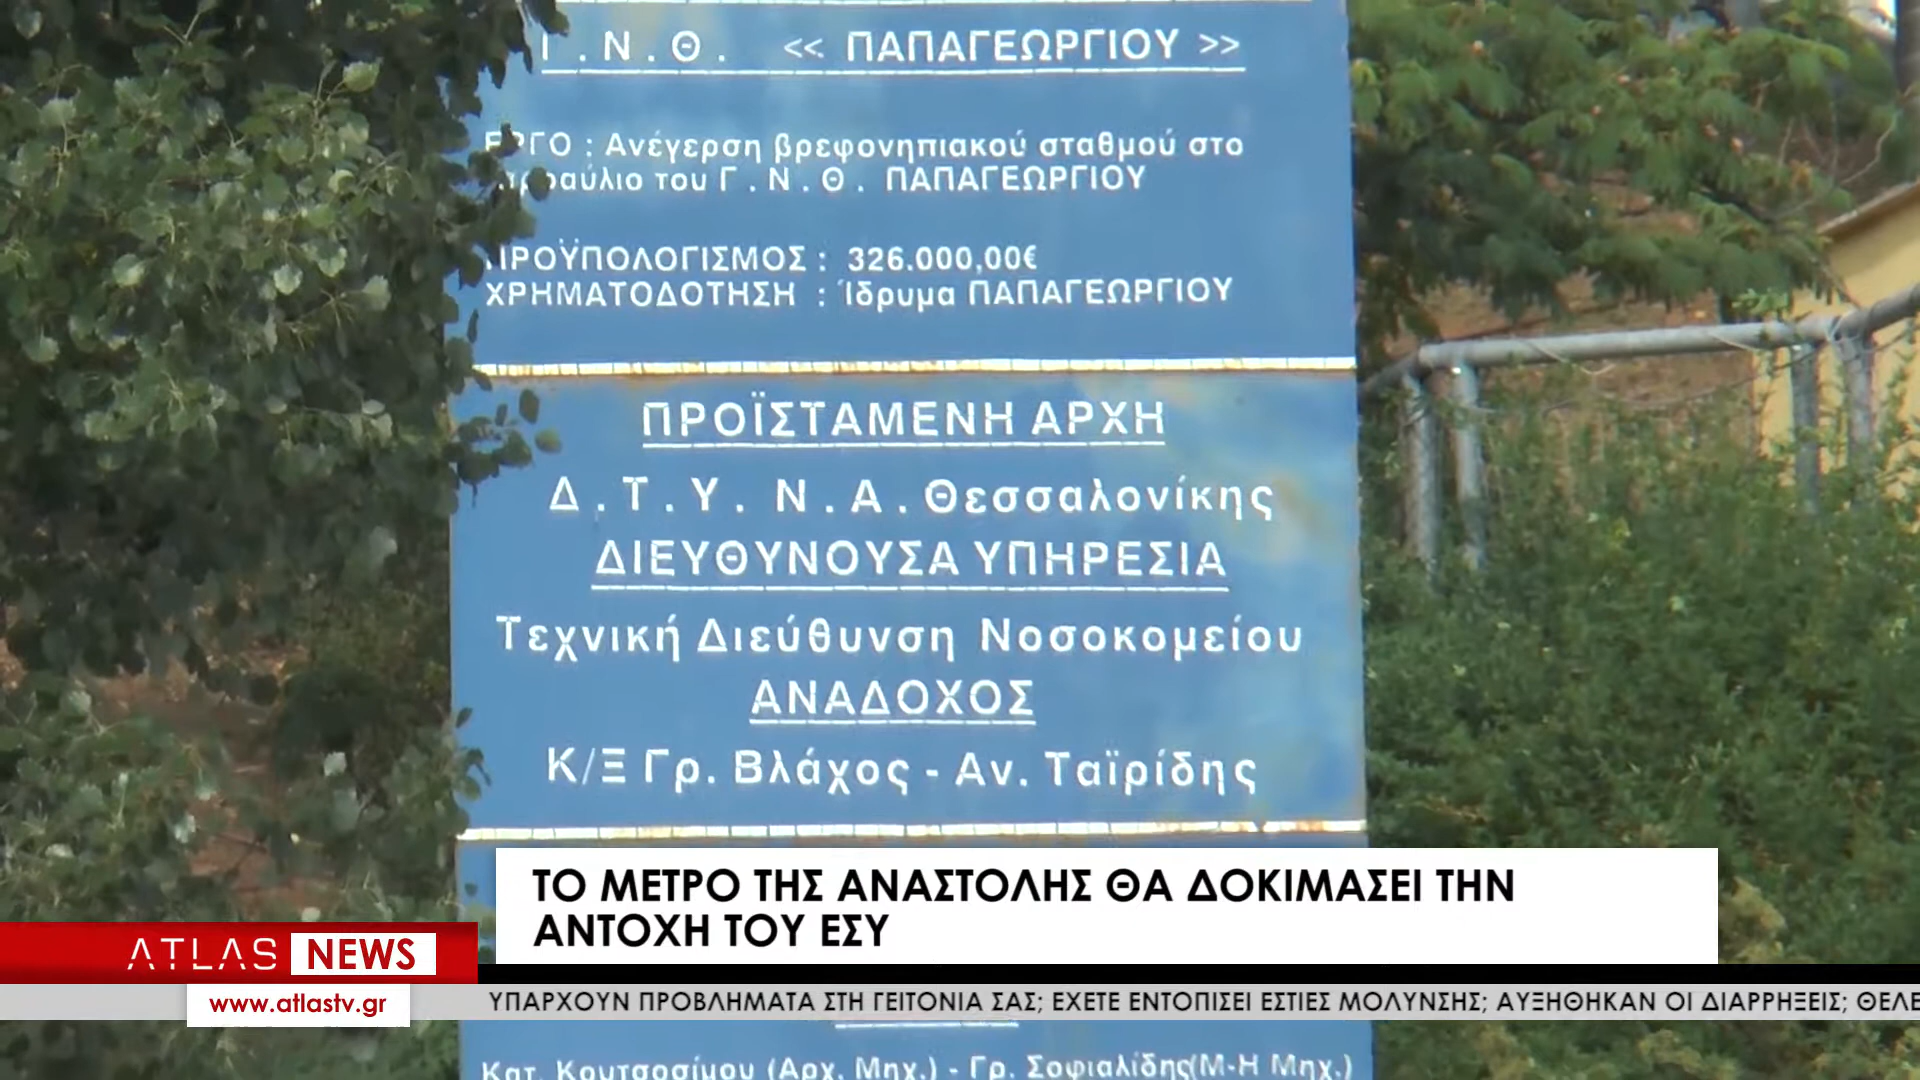 Γ . Ν . Θ . << ΠΑΠΑΓΕΩΡΓΙΟΥ >>
ΕΡΓΟ : Ανέγερση βρεφονηπιακού σταθμού στο
του Γ . Ν . Θ . ΠΑΠΑΓΕΩΡΓΙΟΥ
ΠΡΟΫΠΟΛΟΓΙΣΜΟΣ : 326.000,00€
ΧΡΗΜΑΤΟΔΟΤΗΣΗ : Ίδρυμα ΠΑΠΑΓΕΩΡΓΙΟΥ
ΠΡΟΪΣΤΑΜΕΝΗ ΑΡΧΗ
Δ . Τ . Υ . Ν . Α . Θεσσαλονίκης
ΔΙΕΥΘΥΝΟΥΣΑ ΥΠΗΡΕΣΙΑ
Τεχνική Διεύθυνση Νοσοκομείου
ΑΝΑΔΟΧΟΣ
Κ/Ξ Γρ. Βλάχος - Αν. Ταϊρίδης
ΤΟ ΜΕΤΡΟ ΤΗΣ ΑΝΑΣΤΟΛΗΣ ΘΑ ΔΟΚΙΜΑΣΕΙ ΤΗΝ
ΑΝΤΟΧΗ ΤΟΥ ΕΣΥ
ATLAS NEWS
www.atlastv.gr
ΥΠΑΡΧΟΥΝ ΠΡΟΒΛΗΜΑΤΑ ΣΤΗ ΓΕΙΤΟΝΙΑ ΣΑΣ; ΕΧΕΤΕ ΕΝΤΟΠΙΣΕΙ ΕΣΤΙΕΣ ΜΟΛΥΝΣΗΣ; ΑΥΞΗΘΗΚΑΝ ΟΙ ΔΙΑΡΡΗΞΕΙΣ; ΘΕΛΕ
Κατ. Κουτσοσίμου (Αρχ. Μηχ.) - Γρ. Σοφιαλίδης(Μ-Η Μηχ.)